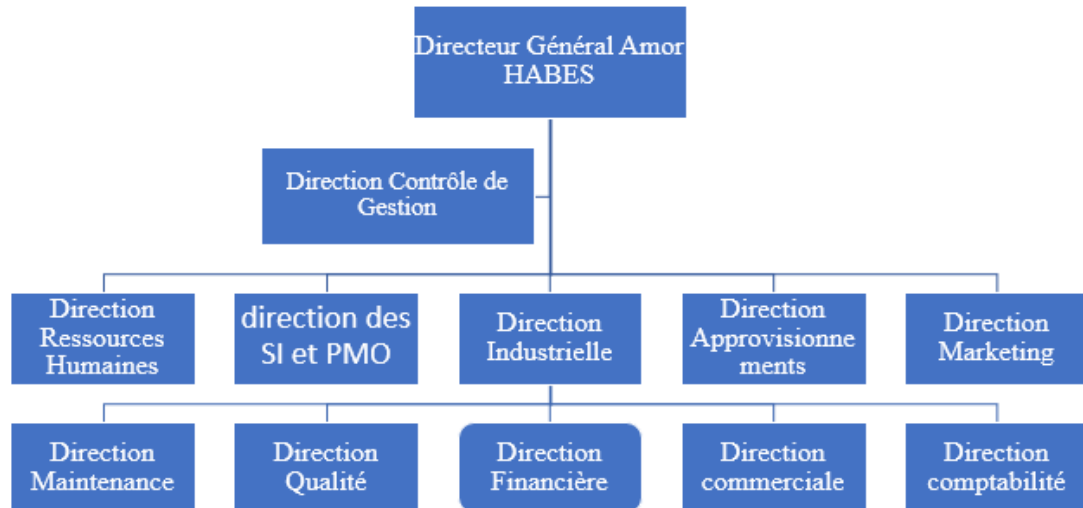 Directeur Général Amor
HABES
Direction Contrôle de
Gestion
Direction
Ressources
Humaines
direction des
SI et PMO
Direction
Industrielle
Direction
Approvisionne
ments
Direction
Marketing
Direction
Maintenance
Direction
Qualité
Direction
Financière
Direction
commerciale
Direction
comptabilité